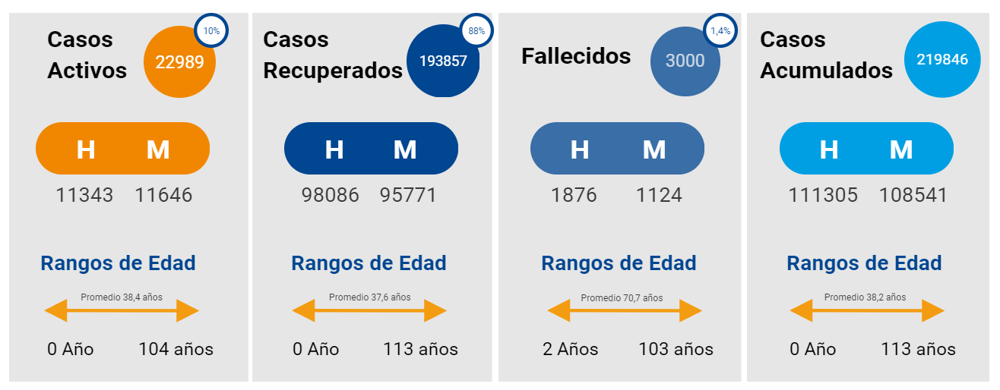 Casos
Activos
22989
10%
H M
11343 11646
Rangos de Edad
Promedio 38,4 años
0 Año 104 años
Casos
Recuperados
193857
88%
H M
98086 95771
Rangos de Edad
Promedio 37,6 años
0 Año 113 años
Fallecidos
3000
1,4%
H M
1876 1124
Rangos de Edad
Promedio 70,7 años
2 Años 103 años
Casos
Acumulados
219846
H M
111305 108541
Rangos de Edad
Promedio 38,2 años
0 Año 113 años